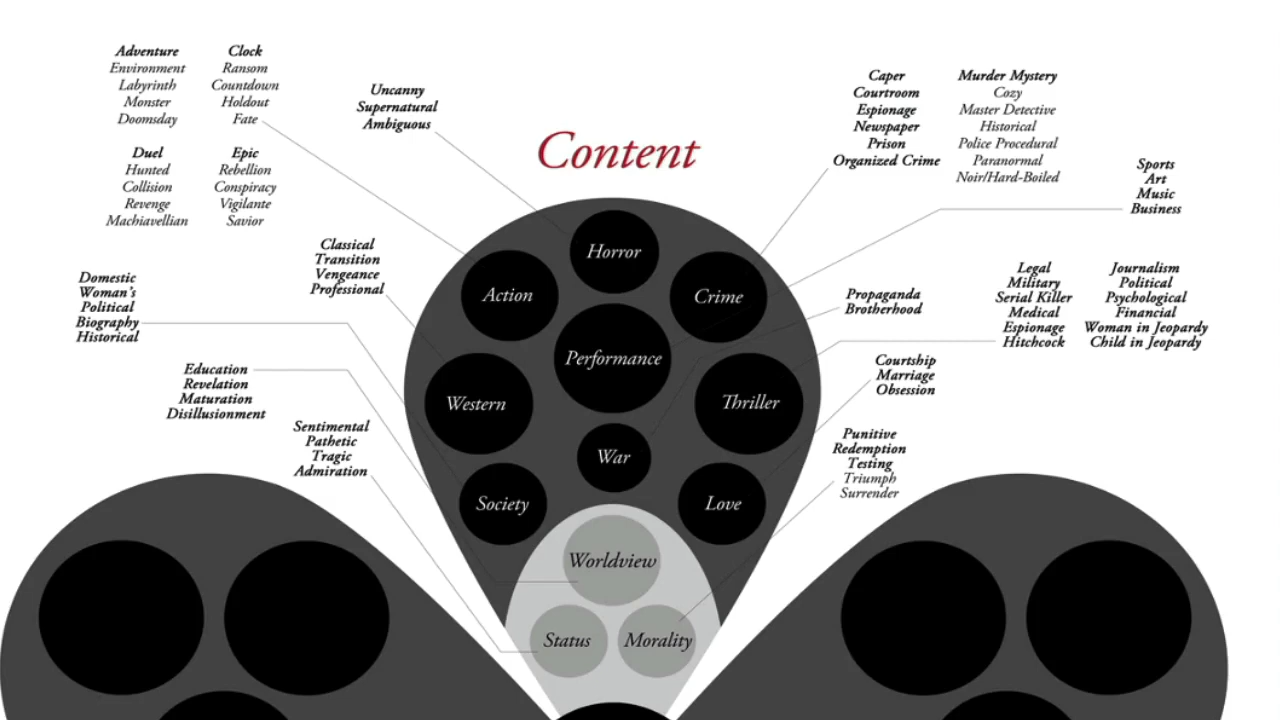 Content
Adventure
Environment
Labyrinth
Monster
Doomsday
Clock
Ransom
Countdown
Holdout
Fate
Duel
Hunted
Collision
Revenge
Machiavellian
Epic
Rebellion
Conspiracy
Vigilante
Savior
Uncanny
Supernatural
Ambiguous
Classical
Transition
Vengeance
Professional
Domestic
Woman's
Political
Biography
Historical
Education
Revelation
Maturation
Disillusionment
Sentimental
Pathetic
Tragic
Admiration
Caper
Courtroom
Espionage
Newspaper
Prison
Organized Crime
Murder Mystery
Cozy
Master Detective
Historical
Police Procedural
Paranormal
Noir/Hard-Boiled
Sports
Art
Music
Business
Propaganda
Brotherhood
Legal
Military
Serial Killer
Medical
Espionage
Hitchcock
Journalism
Political
Psychological
Financial
Woman in Jeopardy
Child in Jeopardy
Courtship
Marriage
Obsession
Punitive
Redemption
Testing
Triumph
Surrender
Horror
Action
Crime
Performance
Western
Thriller
War
Society
Love
Worldview
Status
Morality